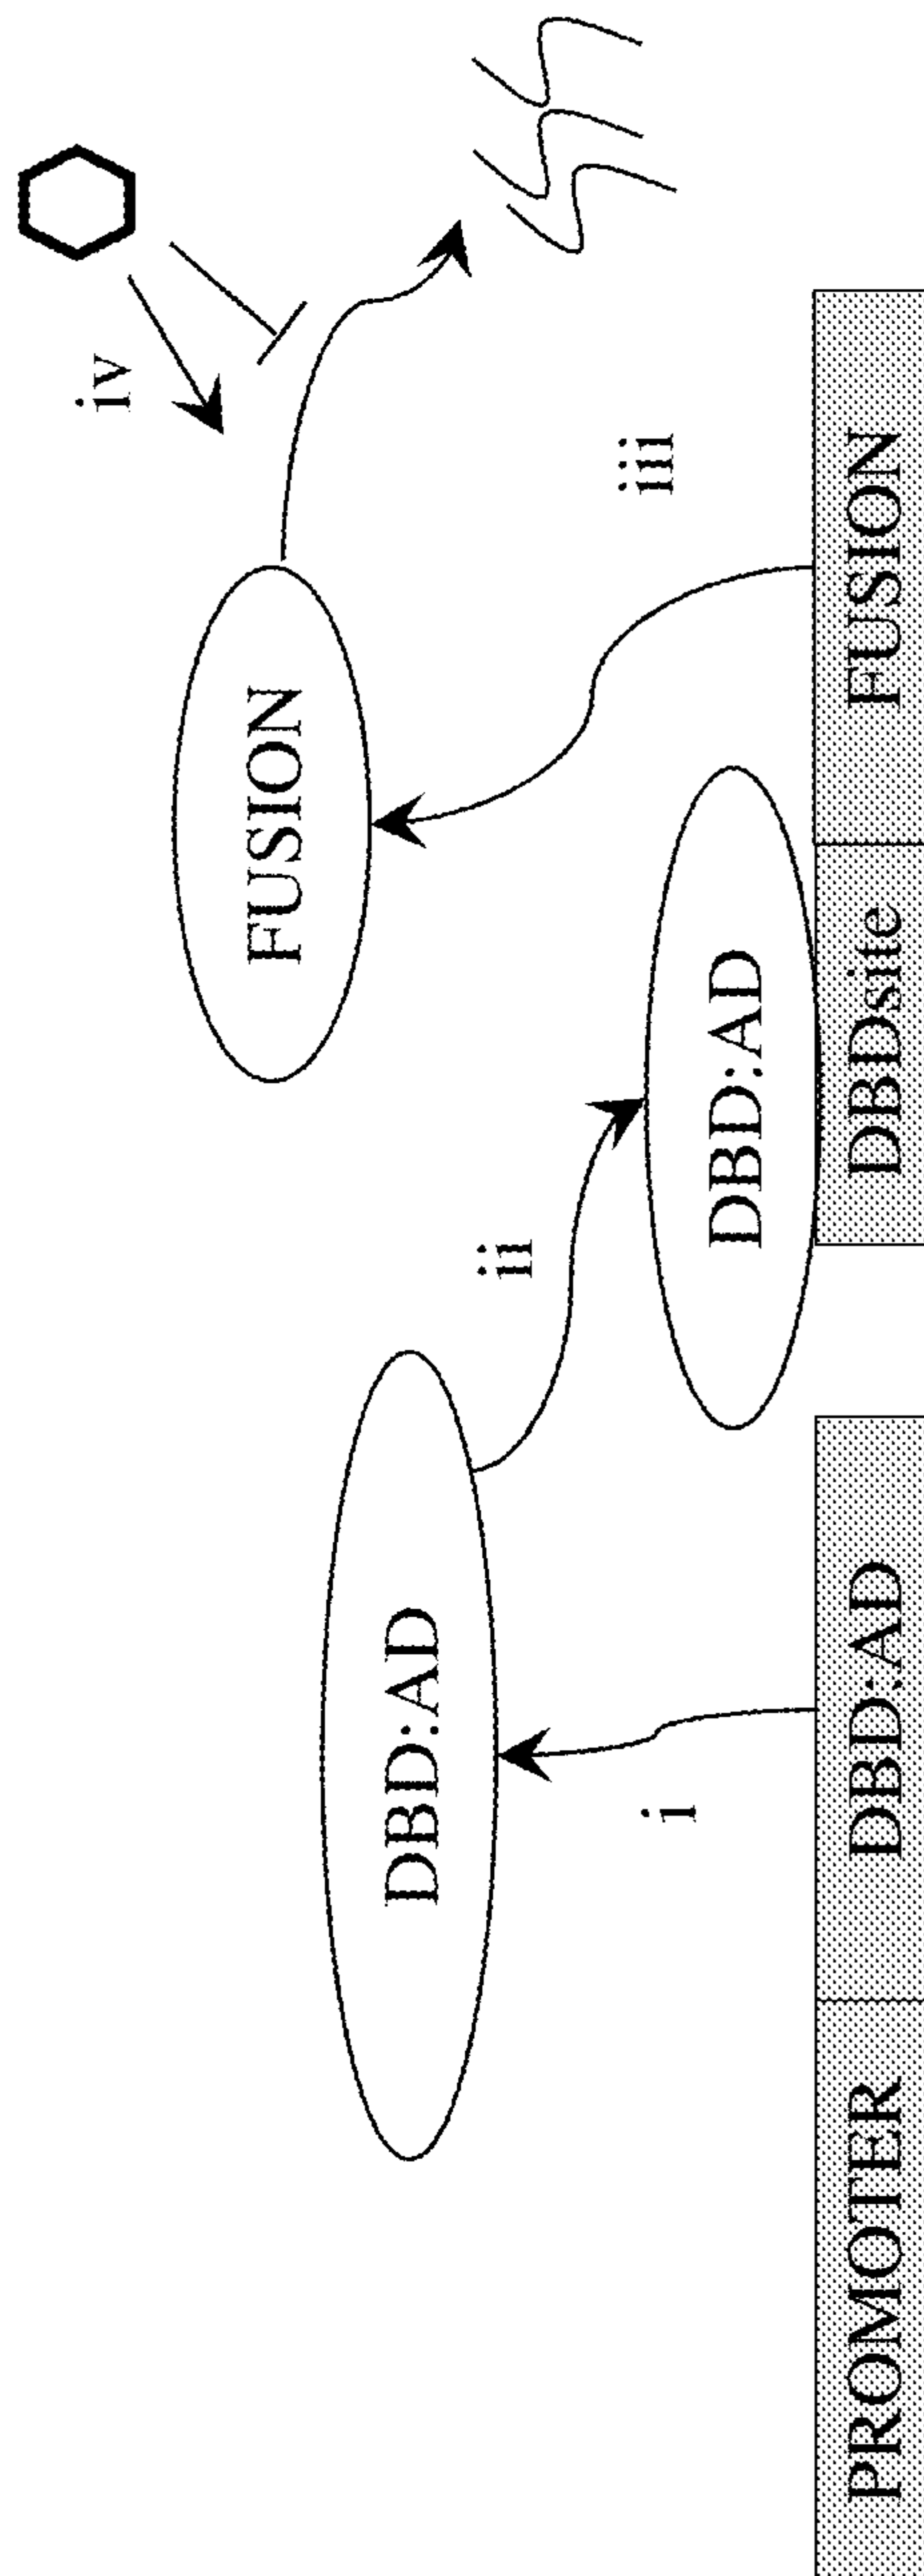 iv
FUSION
DBD:AD
ii
iii
DBD:AD
i
PROMOTER
DBD:AD
DBDsite
FUSION